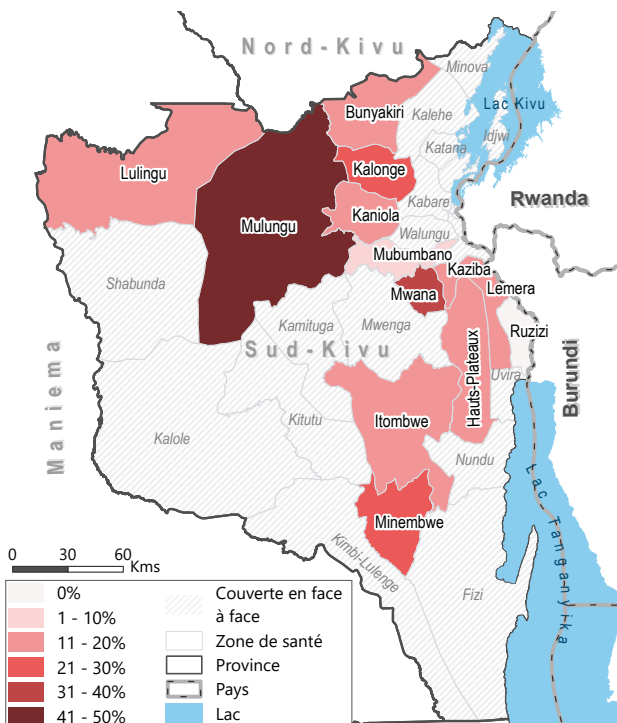 Nord-Kivu
Minova
Bunyakiri
Kalehe
Lac Kivu
Idjwi
Katana
Lulingu
Kalonge
Rwanda
Kabare
Kaniola
Mulungu
Walungu
Mubumbano
Kaziba
Shabunda
Mwana
Lemera
Kamituga
Mwenga
Ruzizi
Sud-Kivu
Hauts-Plateaux
Uvira
Burundi
Maniema
Itombwe
Kitutu
Kalole
Nundu
Lac Tanganyika
Minembwe
Kimbi-Lulenge
Fizi
0 30 60
Kms
0%
1 - 10%
11 - 20%
21 - 30%
31 - 40%
41 - 50%
Couverte en face
à face
Zone de santé
Province
Pays
Lac